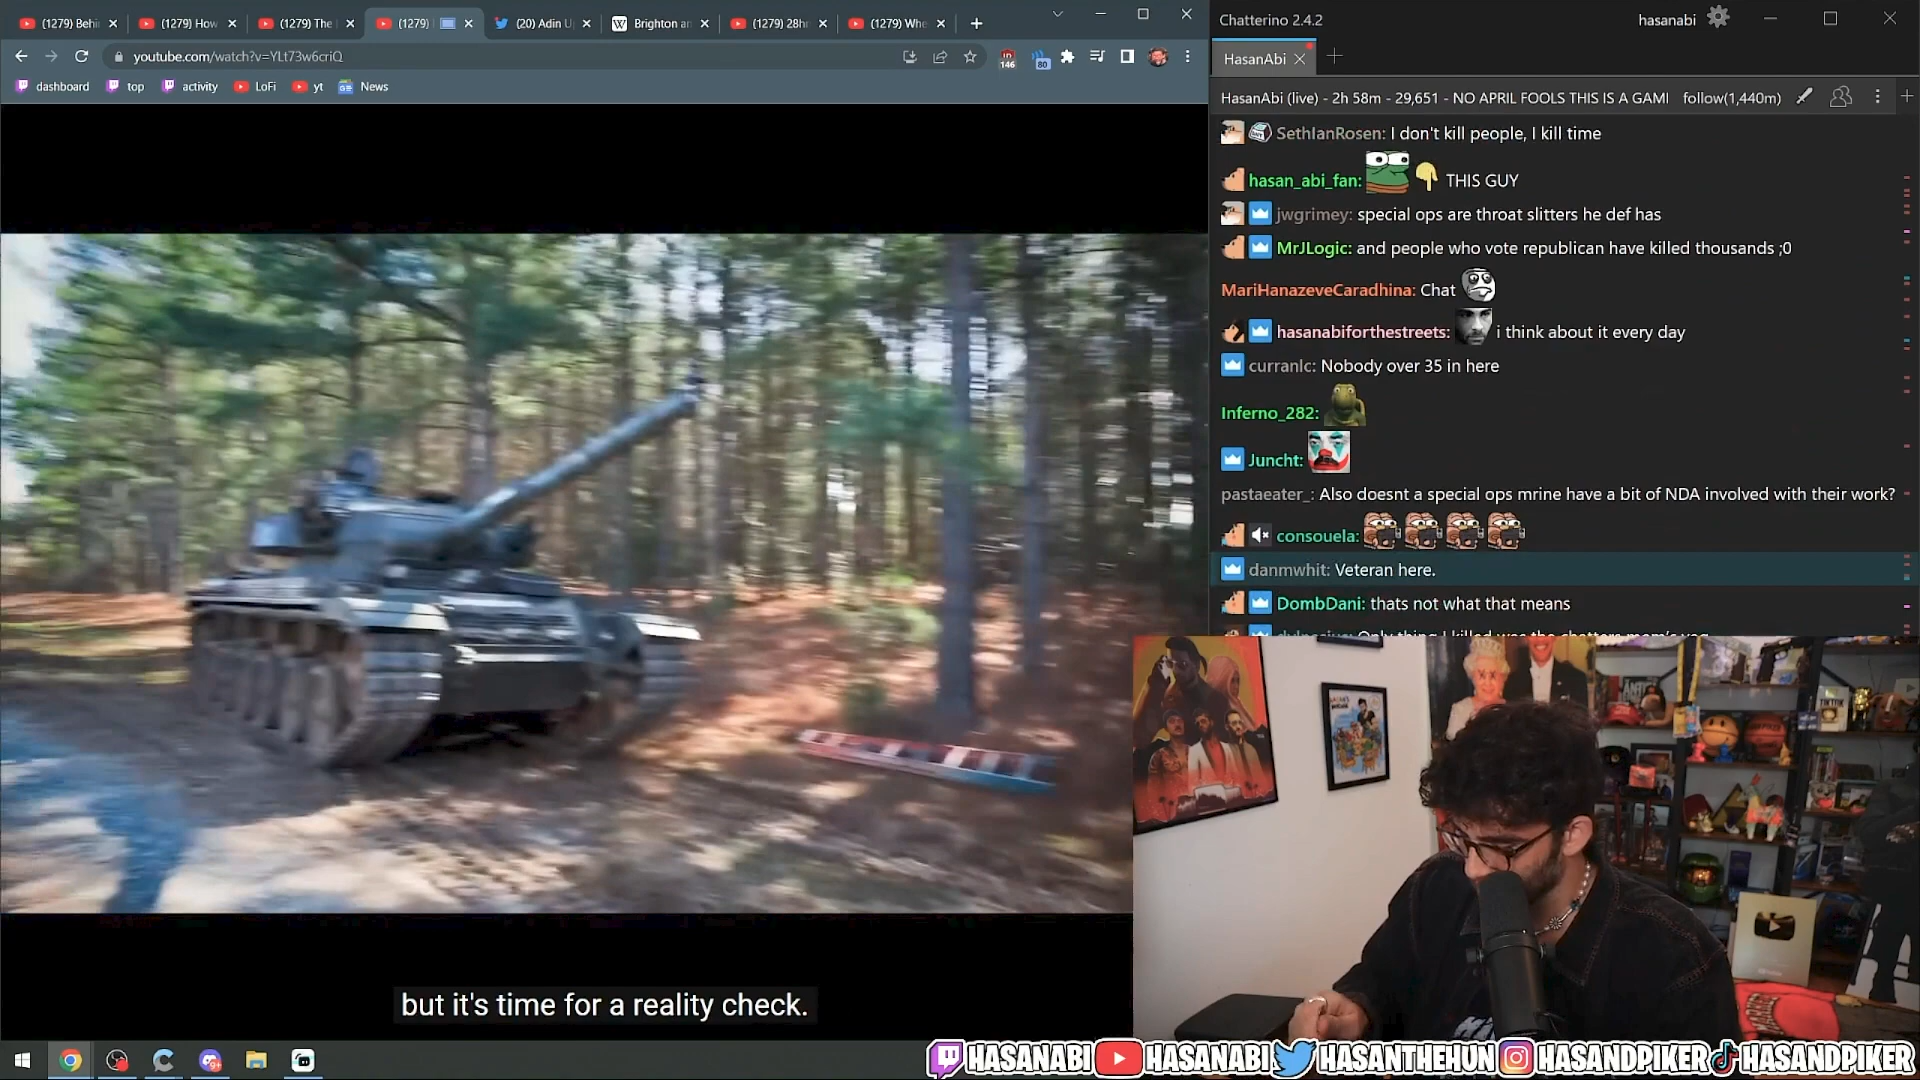 (1279) Behi
(1279) How
(1279) The
(1279)
(20) Adin U
Brighton an
(1279) 28hr
(1279) Whe
youtube.com/watch?v=YLt73w6criQ
146
80
dashboard
top
activity
LoFi
yt
News
Chatterino 2.4.2
hasanabi
HasanAbi
HasanAbi (live) - 2h 58m - 29,651 - NO APRIL FOOLS THIS IS A GAMI
follow(1,440m)
SethIanRosen: I don't kill people, I kill time
hasan_abi_fan: THIS GUY
jwgrimey: special ops are throat slitters he def has
MrJLogic: and people who vote republican have killed thousands ;0
MariHanazeveCaradhina: Chat
hasanabiforthestreets: i think about it every day
curranlc: Nobody over 35 in here
Inferno_282:
Juncht:
pastaeater_: Also doesnt a special ops mrine have a bit of NDA involved with their work?
consouela:
danmwhit: Veteran here.
DombDani: thats not what that means
but it's time for a reality check.
HASANABI
HASANABI
HASANTHEHUN
HASANDPIKER
HASANDPIKER